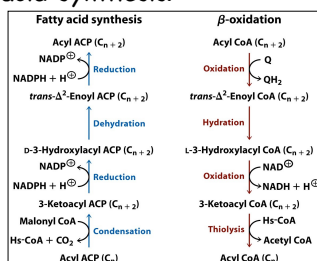 Fatty acid synthesis
Acyl ACP (Cn + 2)
NADP⊕
Reduction
NADPH + H⊕
trans-Δ²-Enoyl ACP (Cn + 2)
Dehydration
D-3-Hydroxylacyl ACP (Cn + 2)
NADP⊕
Reduction
NADPH + H⊕
3-Ketoacyl ACP (Cn + 2)
Malonyl CoA
Condensation
Hs-CoA + CO2
Acyl ACP (Cn)
β-oxidation
Acyl CoA (Cn + 2)
Q
Oxidation
QH2
trans-Δ²-Enoyl CoA (Cn + 2)
Hydration
L-3-Hydroxylacyl CoA (Cn + 2)
NAD⊕
Oxidation
NADH + H⊕
3-Ketoacyl CoA (Cn + 2)
Hs-CoA
Thiolysis
Acetyl CoA
Acyl CoA (Cn)